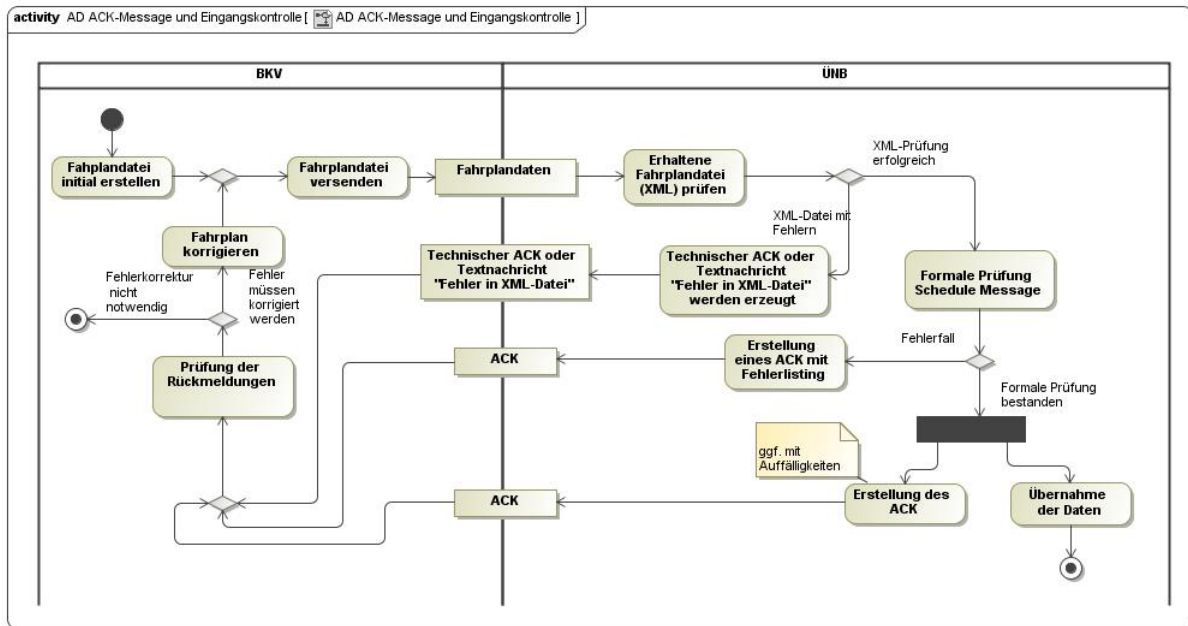 activity AD ACK-Message und Eingangskontrolle [ AD ACK-Message und Eingangskontrolle ]
BKV
ÜNB
Fahplandatei
initial erstellen
Fahrplandatei
versenden
Fahrplandaten
Erhaltene
Fahrplandatei
(XML) prüfen
XML-Prüfung
erfolgreich
XML-Datei mit
Fehlern
Fahrplan
korrigieren
Technischer ACK oder
Textnachricht
"Fehler in XML-Datei"
Technischer ACK oder
Textnachricht
"Fehler in XML-Datei"
werden erzeugt
Formale Prüfung
Schedule Message
Fehlerkorrektur
nicht
notwendig
Fehler
müssen
korrigiert
werden
Prüfung der
Rückmeldungen
ACK
Erstellung
eines ACK mit
Fehlerlisting
Fehlerfall
Formale Prüfung
bestanden
ggf. mit
Auffälligkeiten
ACK
Erstellung des
ACK
Übernahme
der Daten